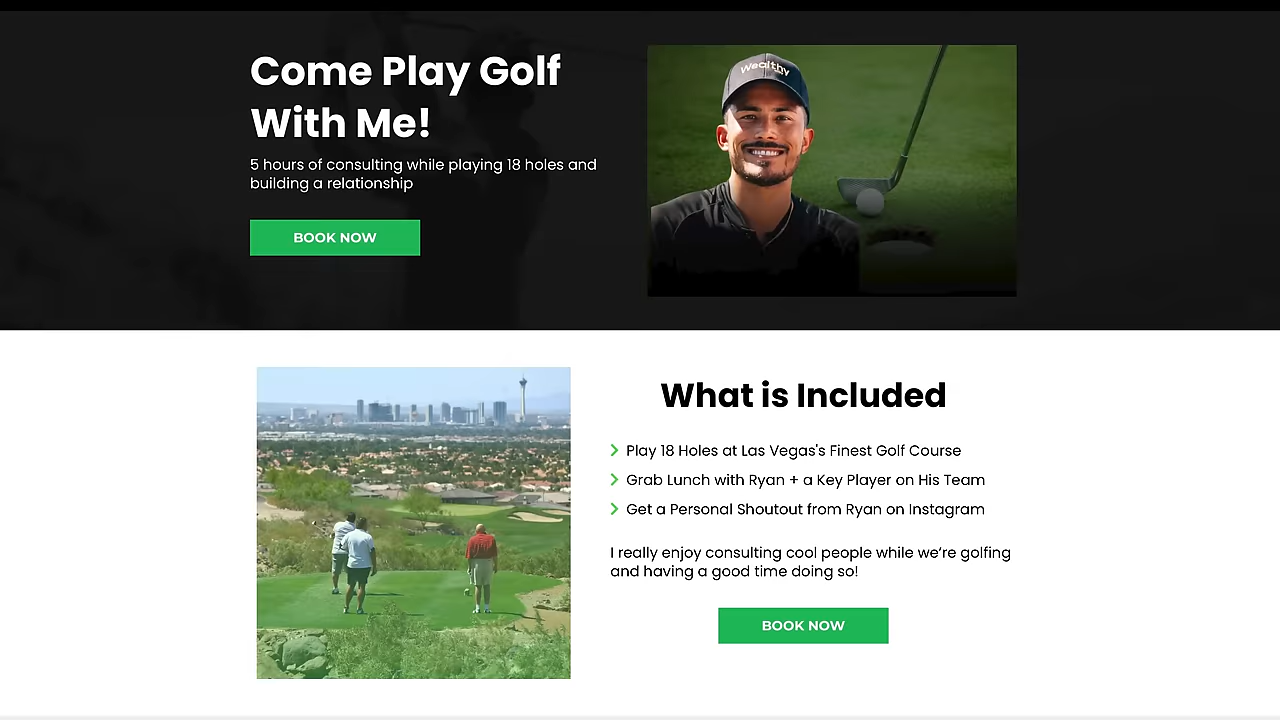 Come Play Golf
With Me!
5 hours of consulting while playing 18 holes and
building a relationship
BOOK NOW
Wealthy
What is Included
Play 18 Holes at Las Vegas's Finest Golf Course
Grab Lunch with Ryan + a Key Player on His Team
Get a Personal Shoutout from Ryan on Instagram
I really enjoy consulting cool people while we’re golfing
and having a good time doing so!
BOOK NOW